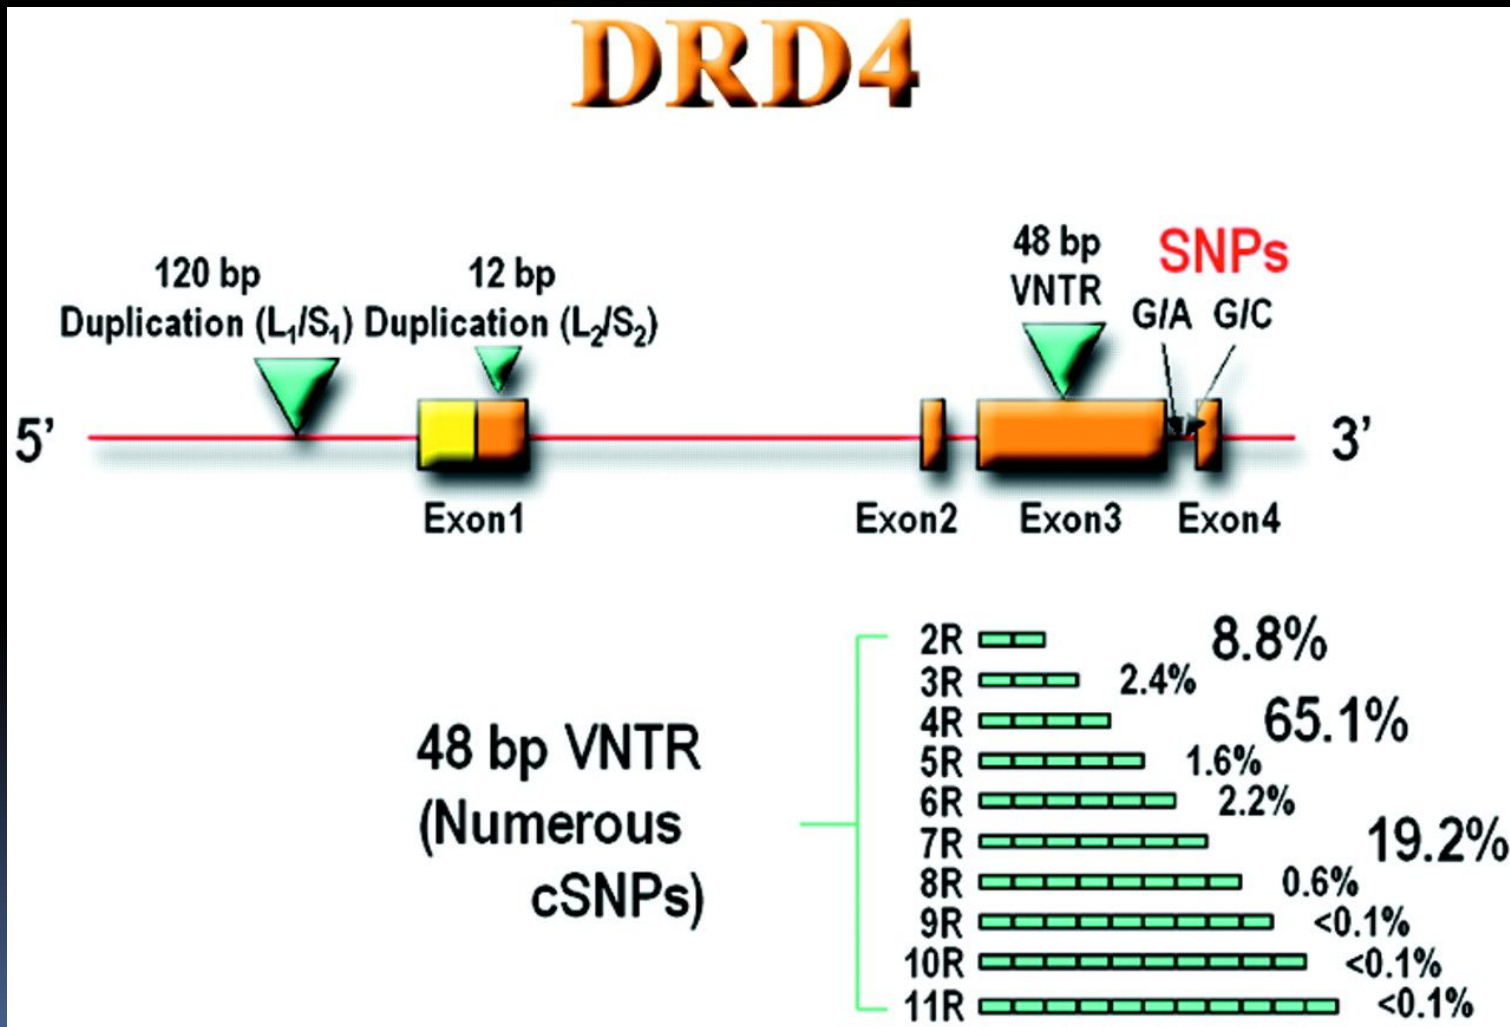 DRD4
120 bp
Duplication (L₁/S₁)
12 bp
Duplication (L₂/S₂)
48 bp
VNTR
SNPs
G/A G/C
5’
3’
Exon1
Exon2
Exon3
Exon4
48 bp VNTR
(Numerous
cSNPs)
2R 8.8%
3R 2.4%
4R 65.1%
5R 1.6%
6R 2.2%
7R 19.2%
8R 0.6%
9R <0.1%
10R <0.1%
11R <0.1%